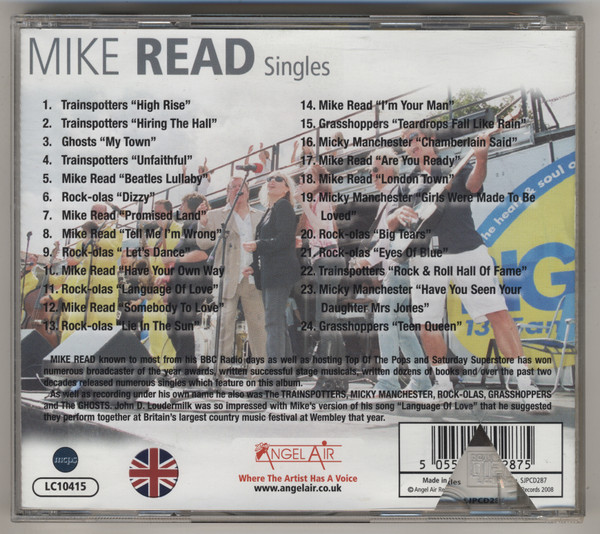 MIKE READ Singles
1. Trainspotters “High Rise”
2. Trainspotters “Hiring The Hall”
3. Ghosts “My Town”
4. Trainspotters “Unfaithful”
5. Mike Read “Beatles Lullaby”
6. Rock-olas “Dizzy”
7. Mike Read “Promised Land”
8. Mike Read “Tell Me I’m Wrong”
9. Rock-olas “ Let’s Dance”
10. Mike Read “Have Your Own Way
11. Rock-olas “Language Of Love”
12. Mike Read “Somebody To Love”
13. Rock-olas “Lie In The Sun”
14. Mike Read “I’m Your Man”
15. Grasshoppers “Teardrops Fall Like Rain”
16. Micky Manchester “Chamberlain Said”
17. Mike Read “Are You Ready”
18. Mike Read “London Town”
19. Micky Manchester “Girls Were Made To Be
Loved”
20. Rock-olas “Big Tears”
21. Rock-olas “Eyes Of Blue”
22. Trainspotters “Rock & Roll Hall Of Fame”
23. Micky Manchester “Have You Seen Your
Daughter Mrs Jones”
24. Grasshoppers “Teen Queen”
the heart & soul of
MIKE READ known to most from his BBC Radio days as well as hosting Top Of The Pops and Saturday Superstore has won
numerous broadcaster of the year awards, written successful stage musicals, written dozens of books and over the past two
decades released numerous singles which feature on this album.
As well as recording under his own name he also was The TRAINSPOTTERS, MICKY MANCHESTER, ROCK-OLAS, GRASSHOPPERS
and The GHOSTS. John D. Loudermilk was so impressed with Mike’s version of his song “Language Of Love” that he suggested
they perform together at Britain’s largest country music festival at Wembley that year.
mcps
LC10415
ANGEL AIR
Where The Artist Has A Voice
www.angelair.co.uk
5 055 2875
Made in les
SJPCD287
© Angel Air Rec Records 2008
SJPCD28